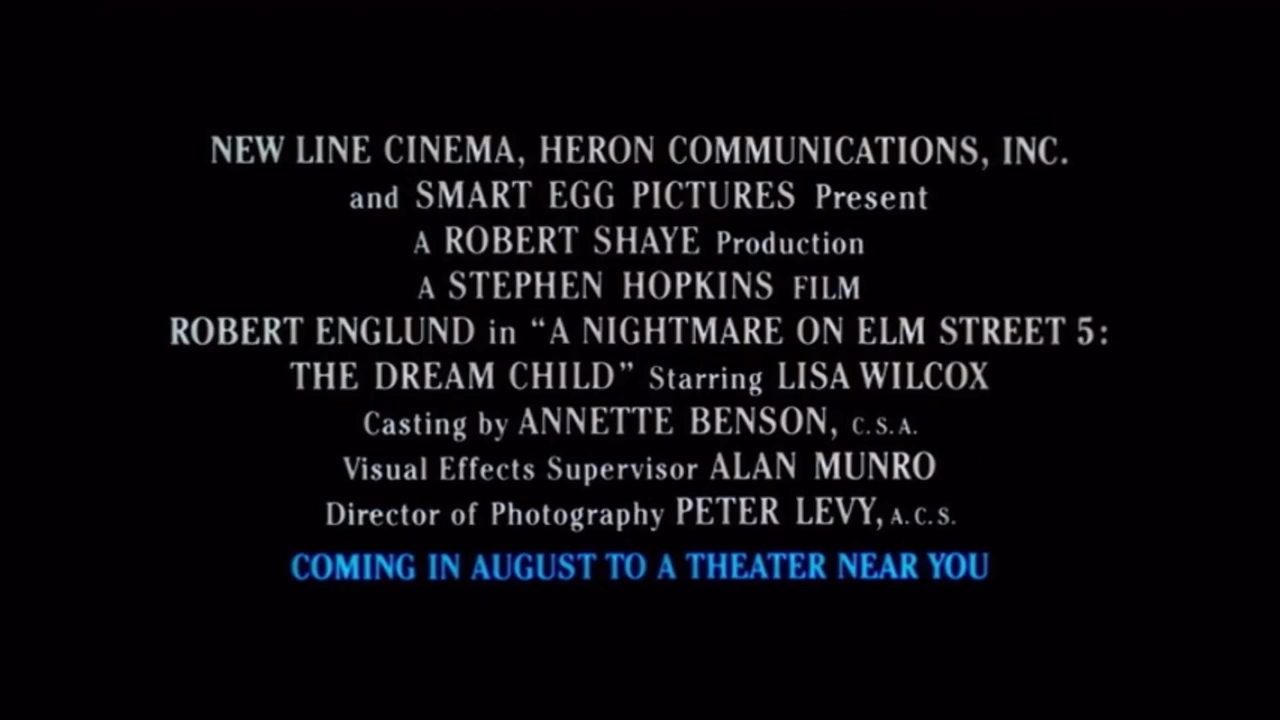 NEW LINE CINEMA, HERON COMMUNICATIONS, INC.
and SMART EGG PICTURES Present
A ROBERT SHAYE Production
A STEPHEN HOPKINS FILM
ROBERT ENGLUND in “A NIGHTMARE ON ELM STREET 5:
THE DREAM CHILD” Starring LISA WILCOX
Casting by ANNETTE BENSON, C.S.A.
Visual Effects Supervisor ALAN MUNRO
Director of Photography PETER LEVY, A.C.S.
COMING IN AUGUST TO A THEATER NEAR YOU